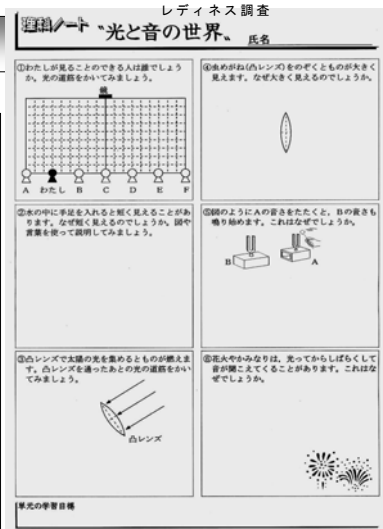 レディネス調査
理科ノート "光と音の世界" 氏名
①わたしが見ることのできる人は誰でしょう
か。光の道筋をかいてみましょう。
鏡
A わたし B C D E F
②水の中に手足を入れると短く見えることがあ
ります。なぜ短く見えるのでしょうか。図や
言葉を使って説明してみましょう。
③凸レンズで太陽の光を集めるとものが燃えま
す。凸レンズを通ったあとの光の道筋をかい
てみましょう。
凸レンズ
④虫めがね(凸レンズ)をのぞくとものが大きく
見えます。なぜ大きく見えるのでしょうか。
⑤図のようにAの音さをたたくと、Bの音さも
鳴り始めます。これはなぜでしょうか。
B A
⑥花火やかみなりは、光ってからしばらくして
音が聞こえてくることがあります。これはな
ぜでしょうか。
単元の学習目標